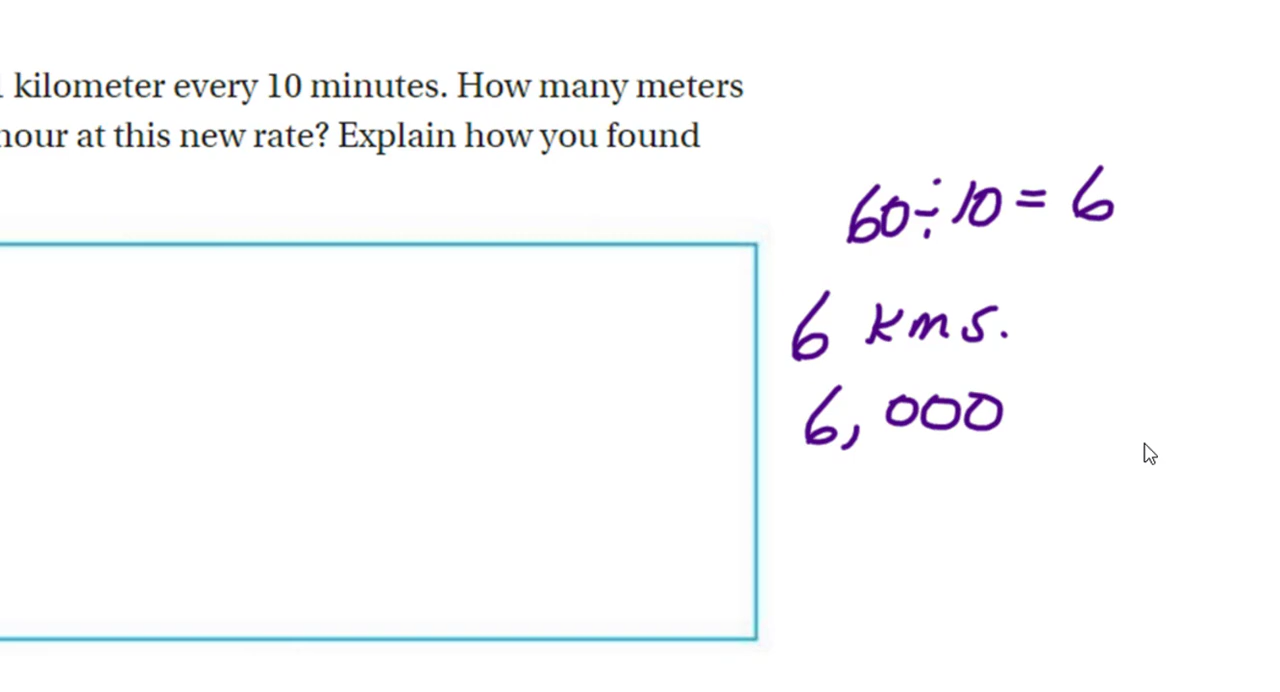 kilometer every 10 minutes. How many meters
hour at this new rate? Explain how you found
60÷10=6
6 kms.
6,000